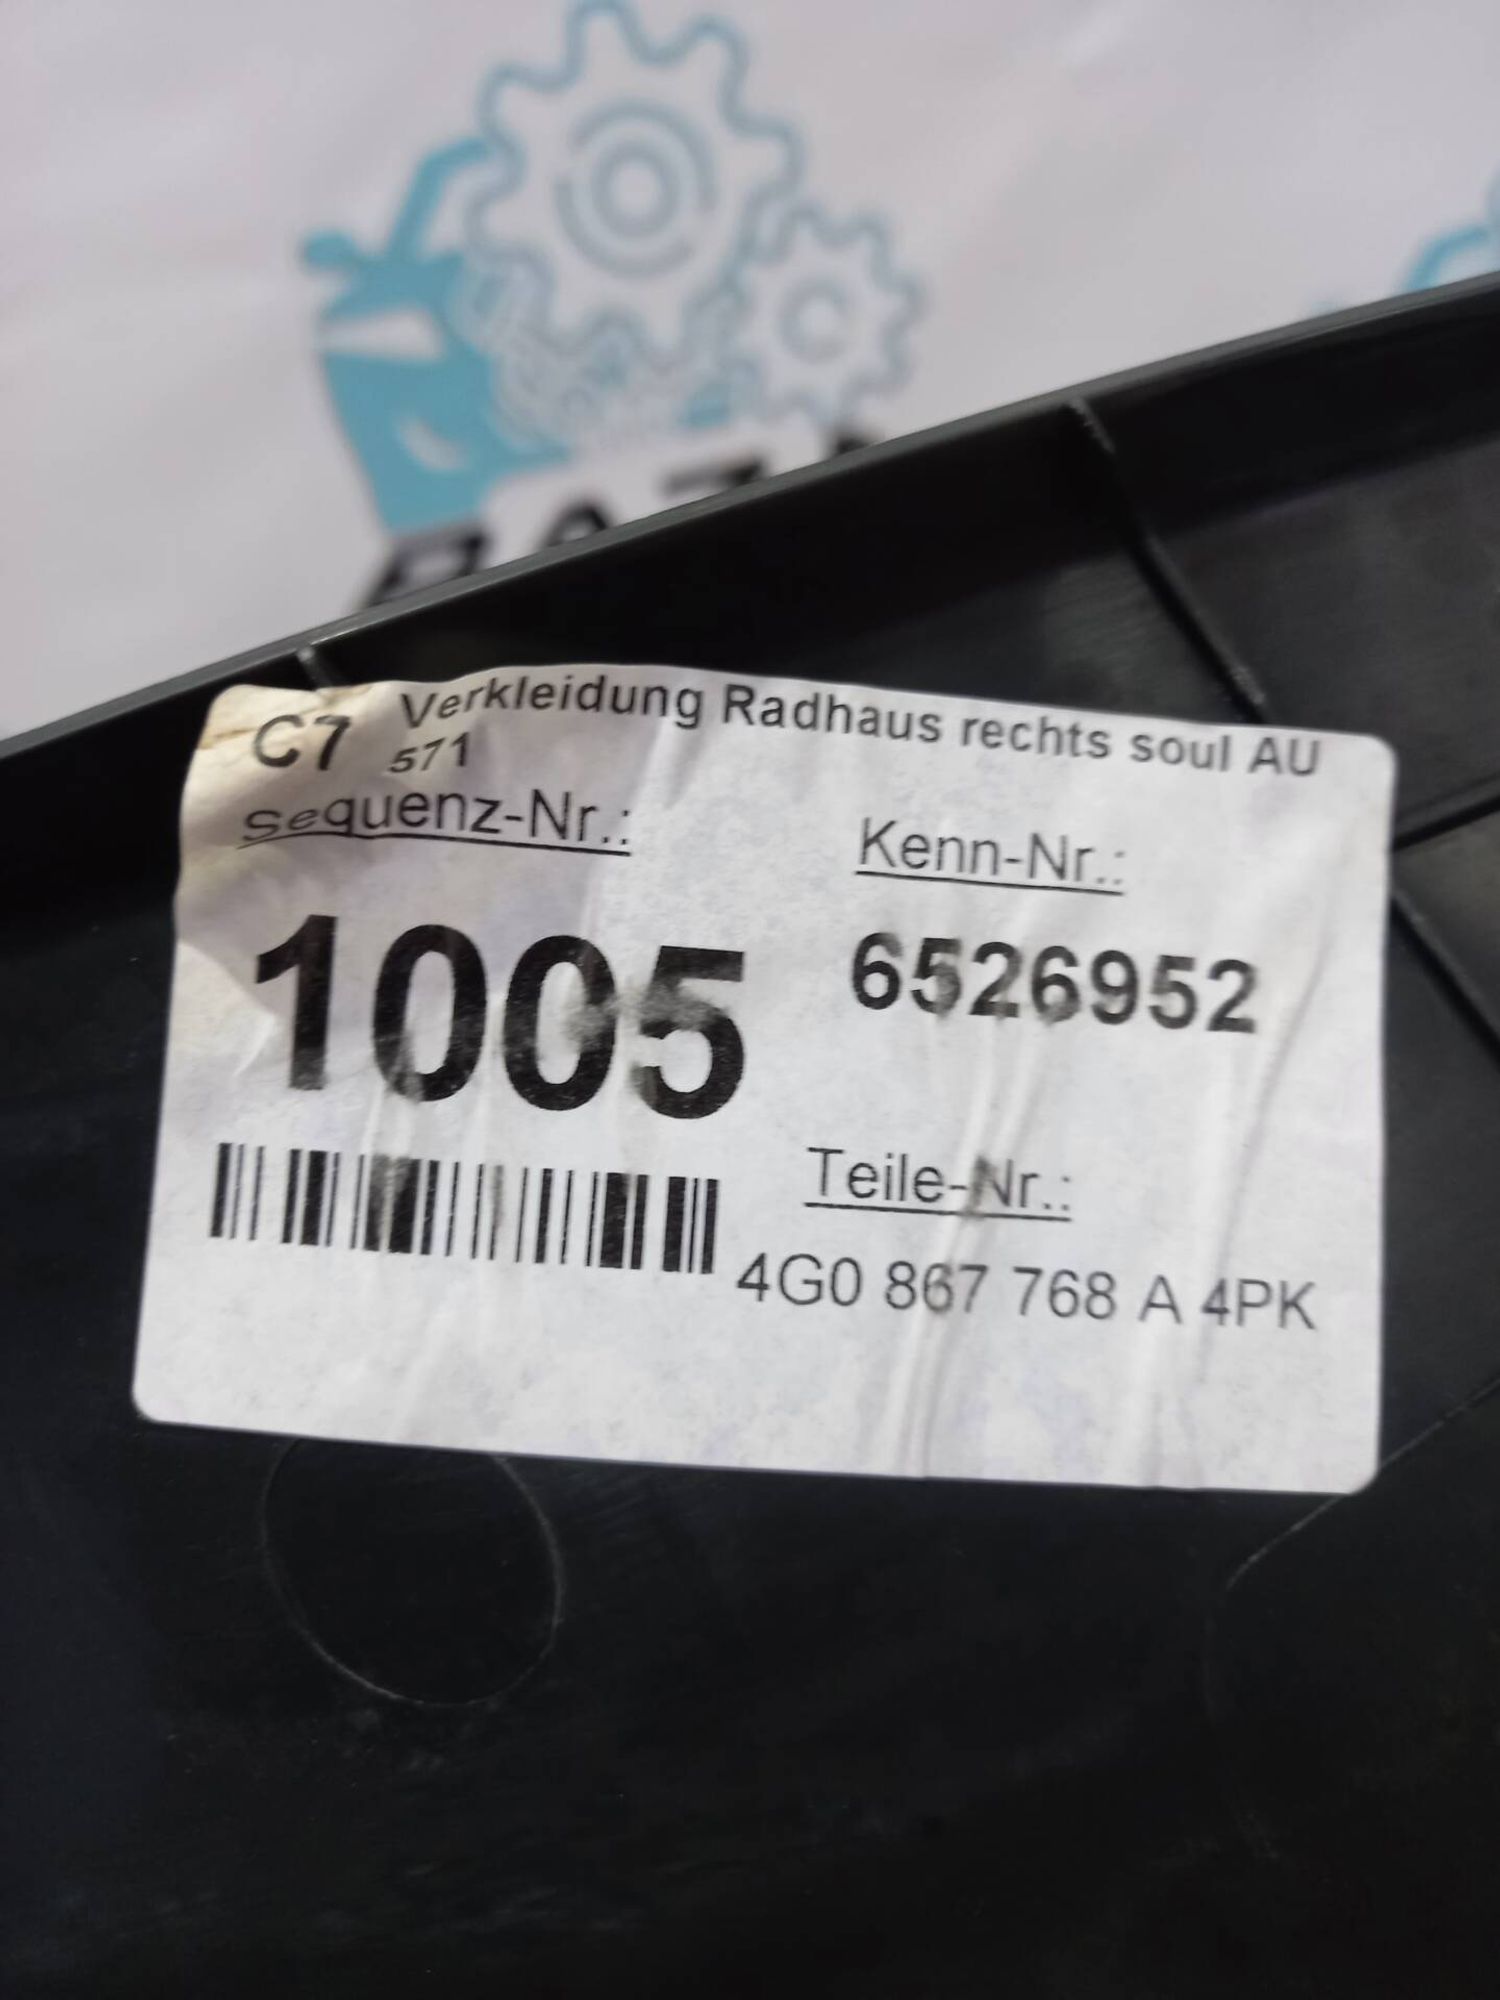 C7 Verkleidung Radhaus rechts soul AU
571
Sequenz-Nr.:
Kenn-Nr.:
1005
6526952
Teile-Nr.:
4G0 867 768 A 4PK